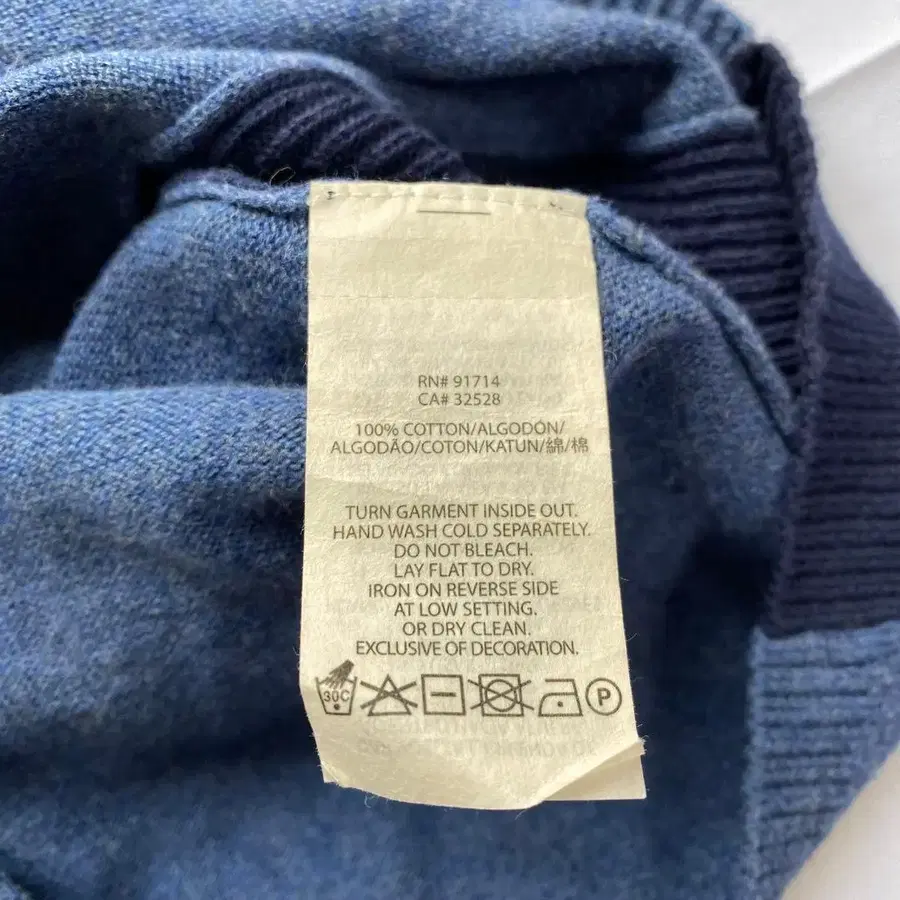 RN# 91714
CA# 32528
100% COTTON/ALGODON/
ALGODÃO/COTON/KATUN/綿/棉
TURN GARMENT INSIDE OUT.
HAND WASH COLD SEPARATELY.
DO NOT BLEACH.
LAY FLAT TO DRY.
IRON ON REVERSE SIDE
AT LOW SETTING.
OR DRY CLEAN.
EXCLUSIVE OF DECORATION.
30C P